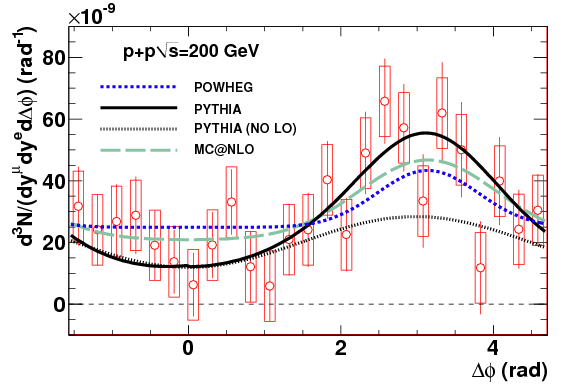 ×10⁻⁹
p+p√s=200 GeV
POWHEG
PYTHIA
PYTHIA (NO LO)
MC@NLO
d³N/(dy^μ dy^e dΔϕ) (rad⁻¹)
80
60
40
20
0
0 2 4
Δϕ (rad)